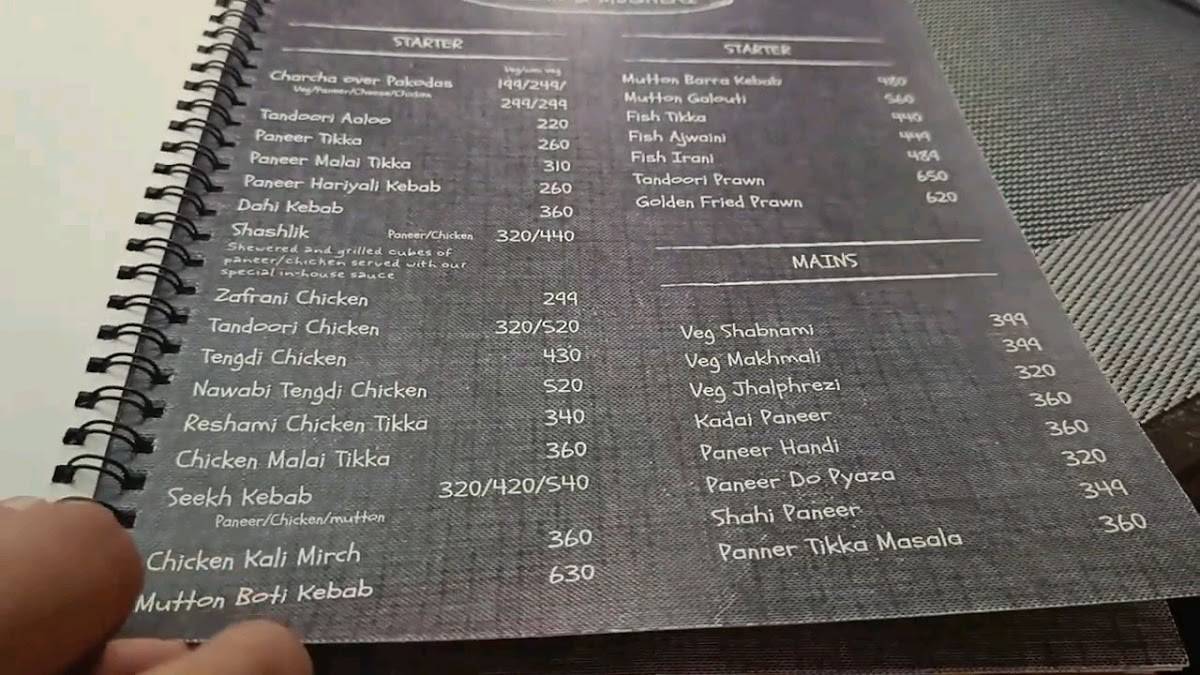 STARTER
Veg/non veg
Charcha over Pakodas 199/249/
Veg/Paneer/Cheese/Chicken
299/299
Tandoori Aaloo 220
Paneer Tikka 260
Paneer Malai Tikka 310
Paneer Hariyali Kebab 260
Dahi Kebab 360
Shashlik Paneer/Chicken 320/440
Skewered and grilled cubes of
paneer/chicken served with our
special in-house sauce
Zafrani Chicken 299
Tandoori Chicken 320/520
Tengdi Chicken 430
Nawabi Tengdi Chicken 520
Reshami Chicken Tikka 340
Chicken Malai Tikka 360
Seekh Kebab 320/420/540
Paneer/Chicken/mutton
Chicken Kali Mirch 360
Mutton Boti Kebab 630
STARTER
Mutton Barra Kebab 480
Mutton Galouti 560
Fish Tikka 440
Fish Ajwaini 449
Fish Irani 489
Tandoori Prawn 650
Golden Fried Prawn 620
MAINS
Veg Shabnami 399
Veg Makhmali 399
Veg Jhalphrezi 320
Kadai Paneer 360
Paneer Handi 360
Paneer Do Pyaza 320
Shahi Paneer 349
Panner Tikka Masala 360